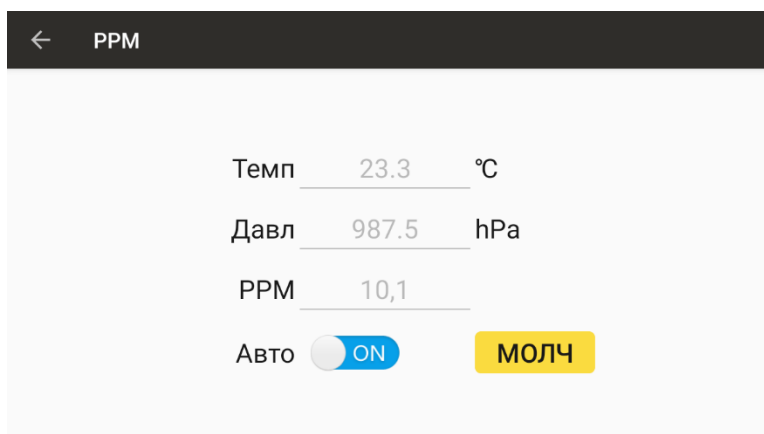 PPM
Темп 23.3 °C
Давл 987.5 hPa
PPM 10,1
Авто ON МОЛЧ